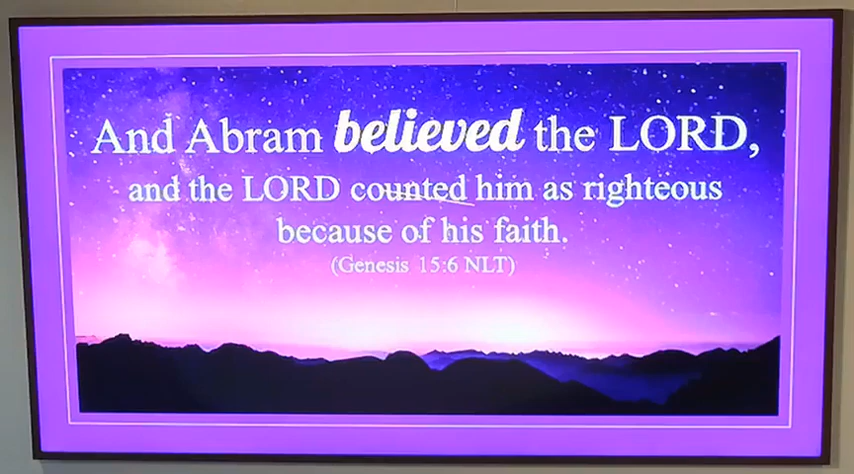 And Abram believed the LORD,
and the LORD counted him as righteous
because of his faith.
(Genesis 15:6 NLT)